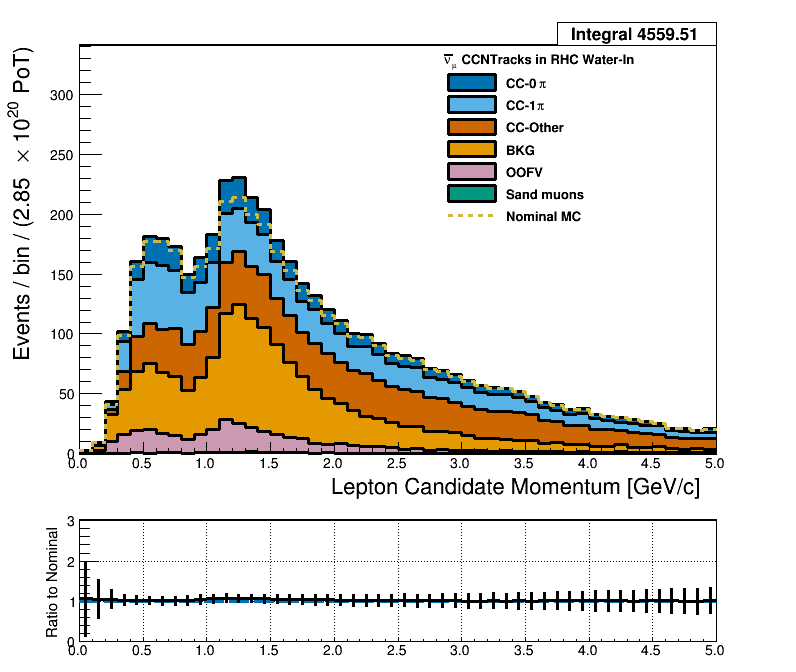 Integral 4559.51
ν̅μ CCNTracks in RHC Water-In
CC-0 π
CC-1π
CC-Other
BKG
OOFV
Sand muons
Nominal MC
Events / bin / (2.85 × 10^20 PoT)
300
250
200
150
100
50
0
0.0 0.5 1.0 1.5 2.0 2.5 3.0 3.5 4.0 4.5 5.0
Lepton Candidate Momentum [GeV/c]
Ratio to Nominal
3
2
1
0
0.0 0.5 1.0 1.5 2.0 2.5 3.0 3.5 4.0 4.5 5.0